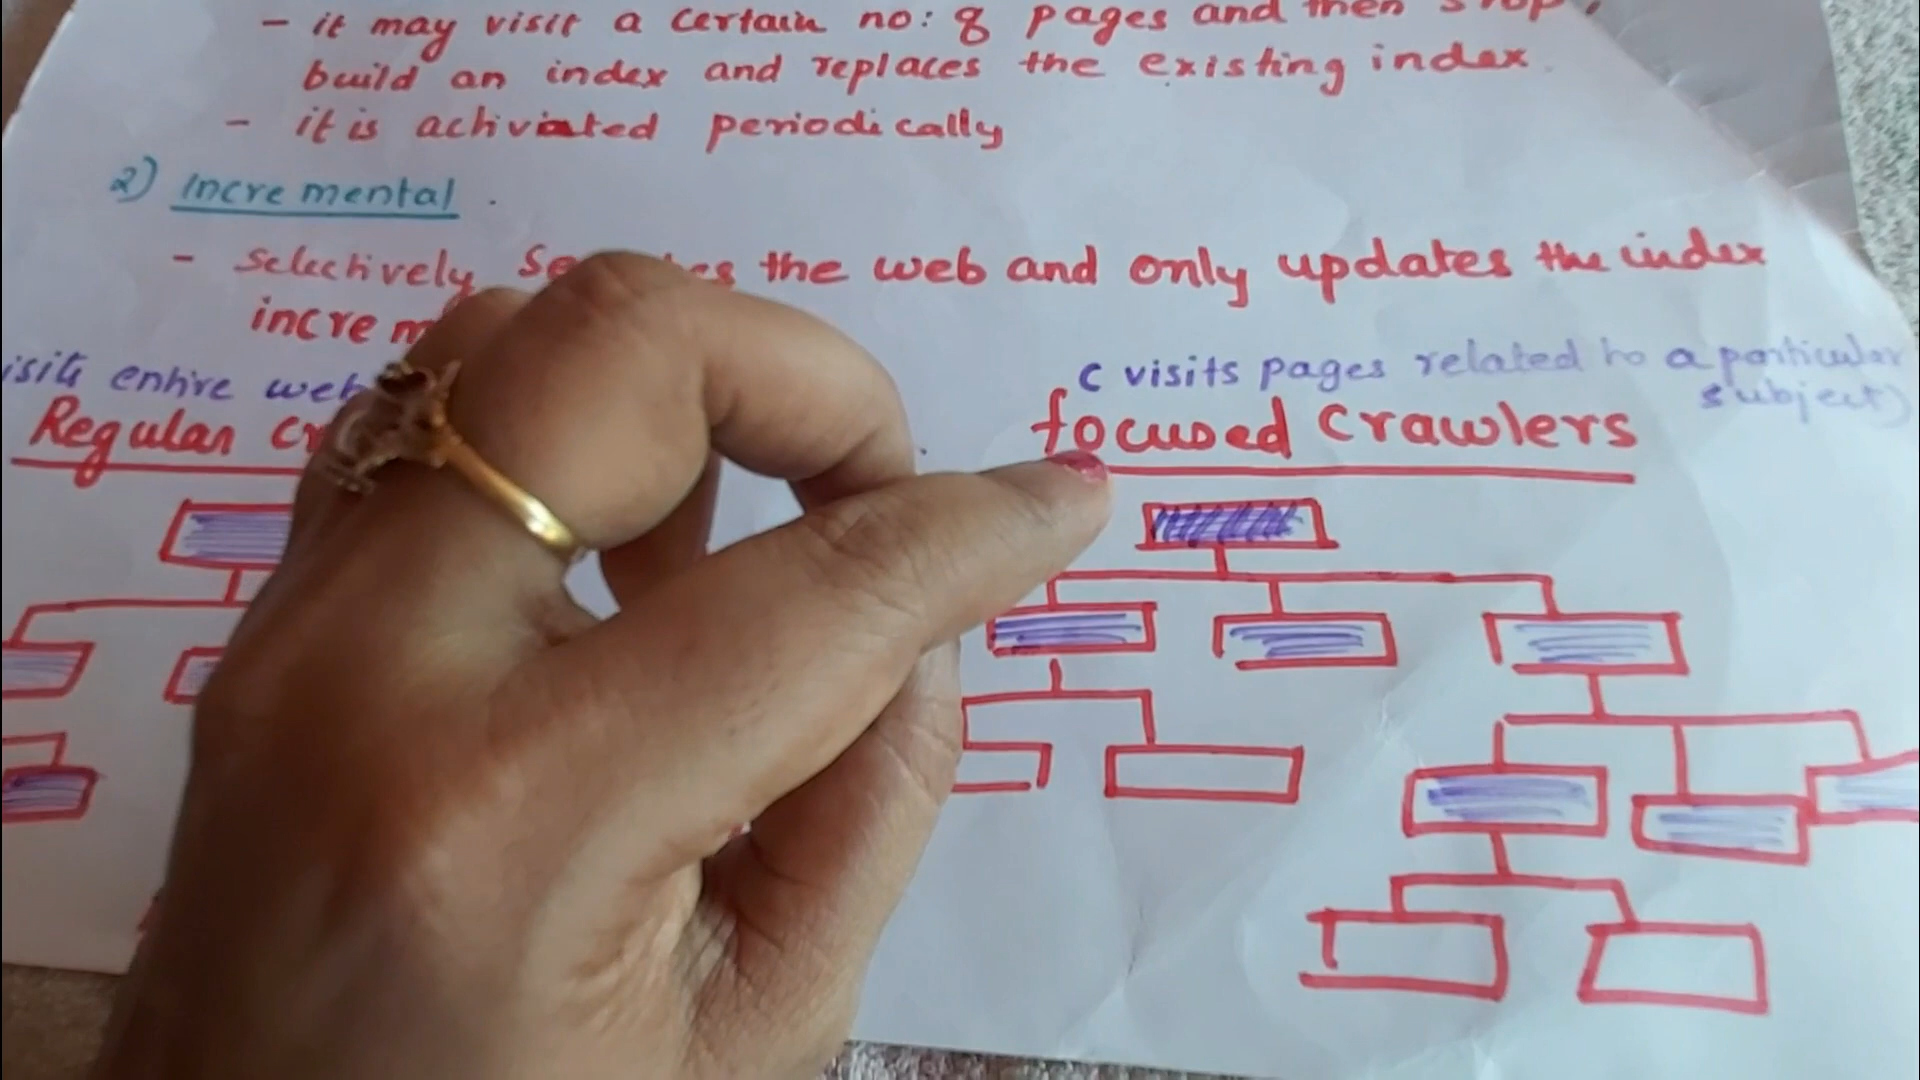 - it may visit a certain no: of pages and then stop,
build an index and replaces the existing index.
- it is activated periodically
2) Incremental.
- selectively the web and only updates the index
entire web
(visits pages related to a particular
subject)
Regular
focused crawlers